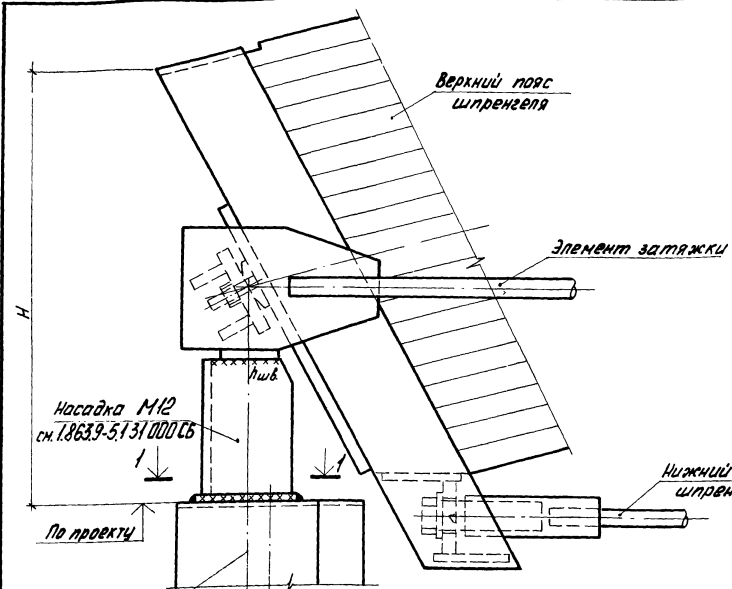 Верхний пояс
шпренгеля
Элемент затяжки
H
hшв.
Насадка М12
см. 1.863.9-5.1 31 000 СБ
1
1
По проекту
Нижний
шпрен